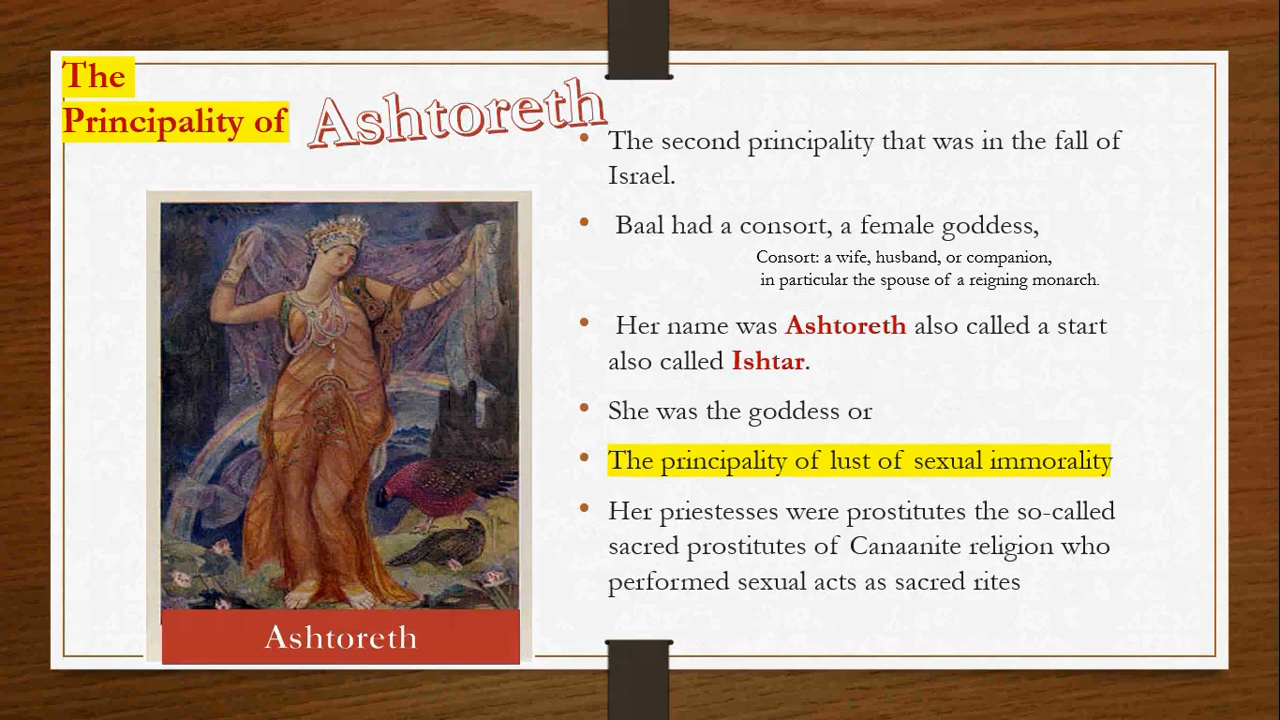 The
Principality of
Ashtoreth
• The second principality that was in the fall of
Israel.
• Baal had a consort, a female goddess,
Consort: a wife, husband, or companion,
in particular the spouse of a reigning monarch.
• Her name was Ashtoreth also called a start
also called Ishtar.
• She was the goddess or
• The principality of lust of sexual immorality
• Her priestesses were prostitutes the so-called
sacred prostitutes of Canaanite religion who
performed sexual acts as sacred rites
Ashtoreth